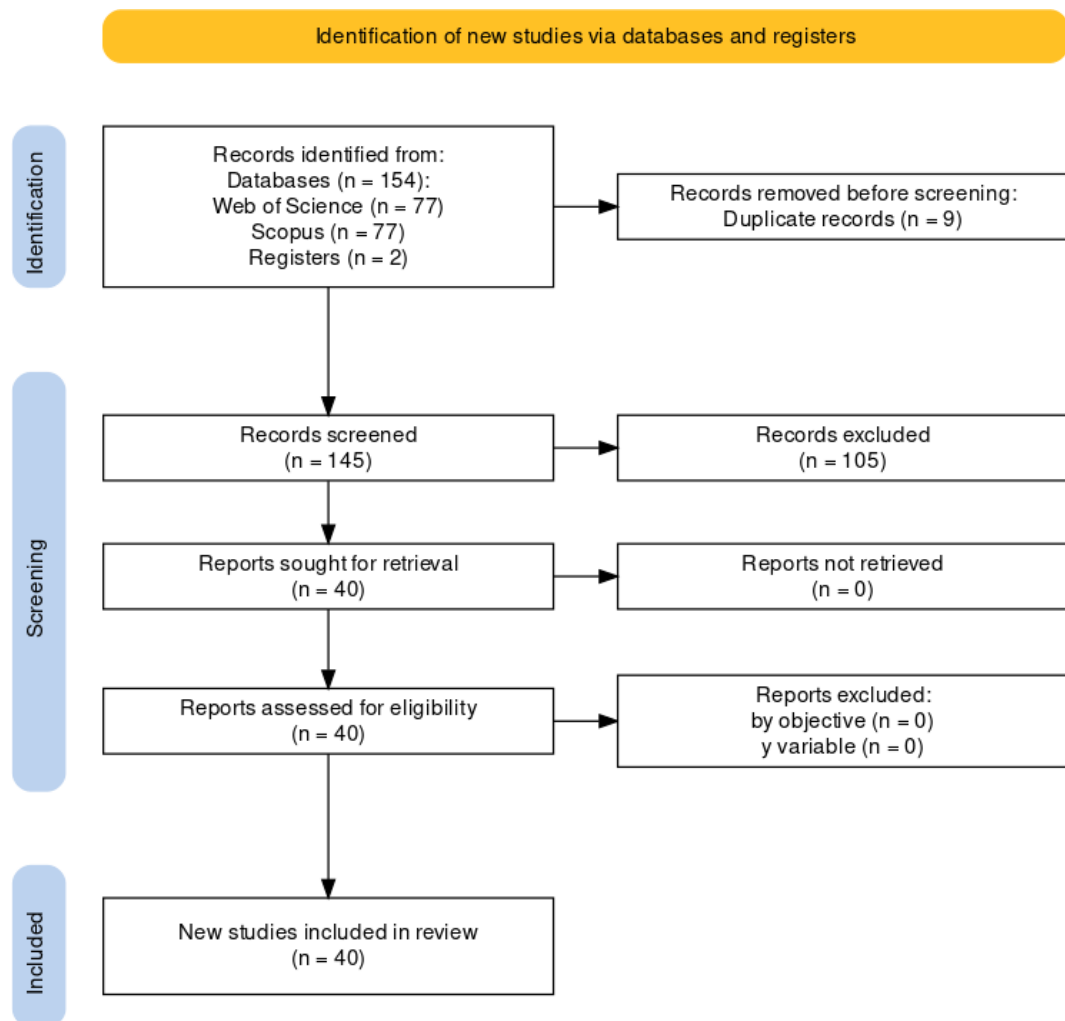 Identification of new studies via databases and registers
Identification
Records identified from:
Databases (n = 154):
Web of Science (n = 77)
Scopus (n = 77)
Registers (n = 2)
Records removed before screening:
Duplicate records (n = 9)
Screening
Records screened
(n = 145)
Records excluded
(n = 105)
Reports sought for retrieval
(n = 40)
Reports not retrieved
(n = 0)
Reports assessed for eligibility
(n = 40)
Reports excluded:
by objective (n = 0)
y variable (n = 0)
Included
New studies included in review
(n = 40)